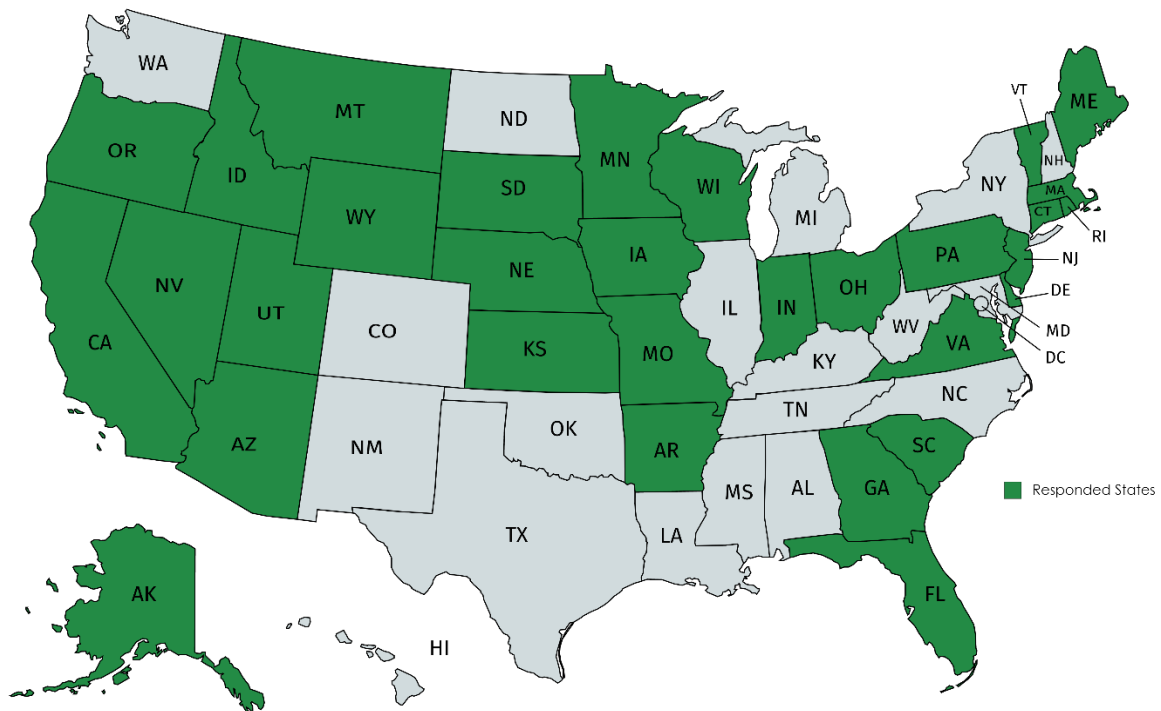 WA
VT
ME
MT
ND
OR
MN
NH
ID
SD
WI
NY
MA
WY
MI
CT
RI
IA
PA
NJ
NE
NV
OH
IL
IN
DE
UT
CO
WV
MD
CA
KS
MO
VA
DC
KY
NC
TN
OK
AZ
NM
AR
SC
MS
AL
GA
Responded States
TX
LA
AK
FL
HI